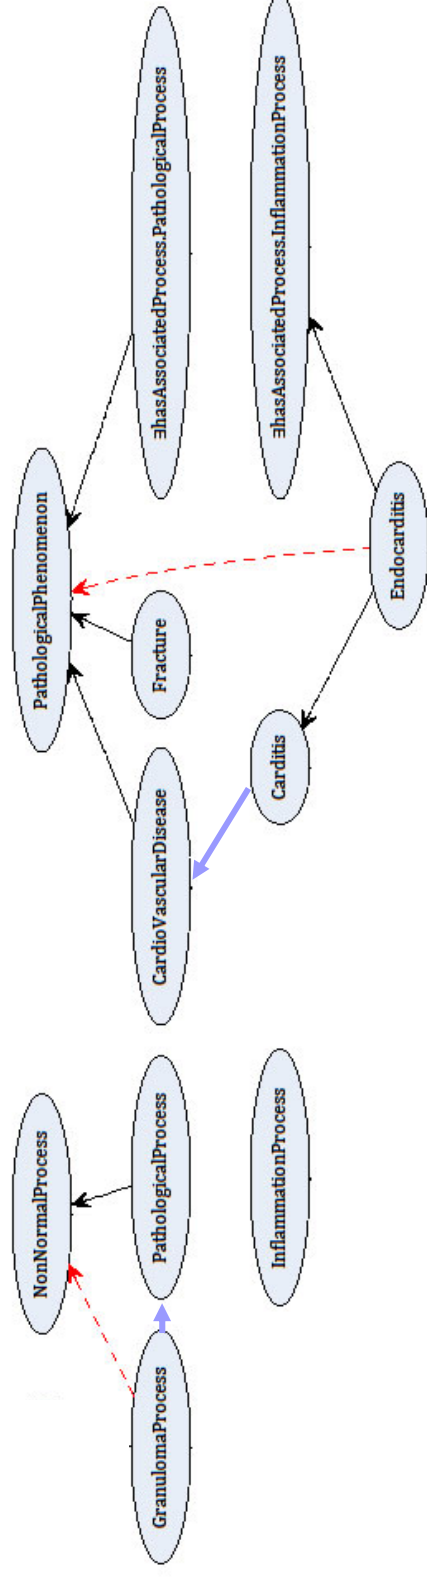 NonNormalProcess
PathologicalPhenomenon
GranulomaProcess
PathologicalProcess
CardioVascularDisease
Fracture
∃hasAssociatedProcess.PathologicalProcess
InflammationProcess
Carditis
∃hasAssociatedProcess.InflammationProcess
Endocarditis